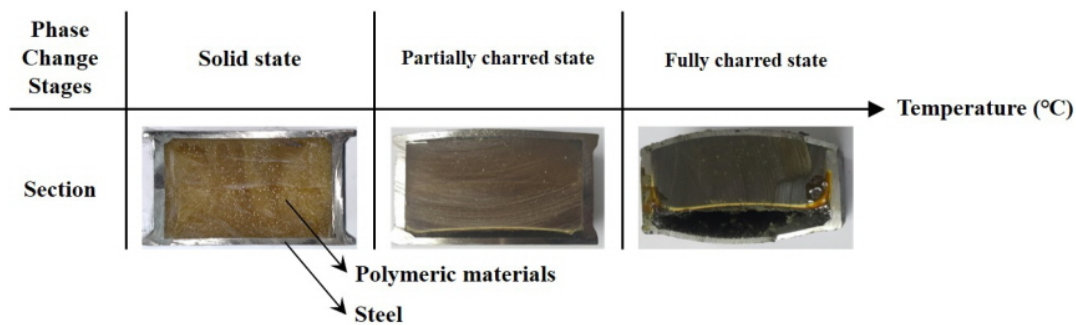 Phase
Change
Stages
Solid state
Partially charred state
Fully charred state
Temperature (°C)
Section
Polymeric materials
Steel